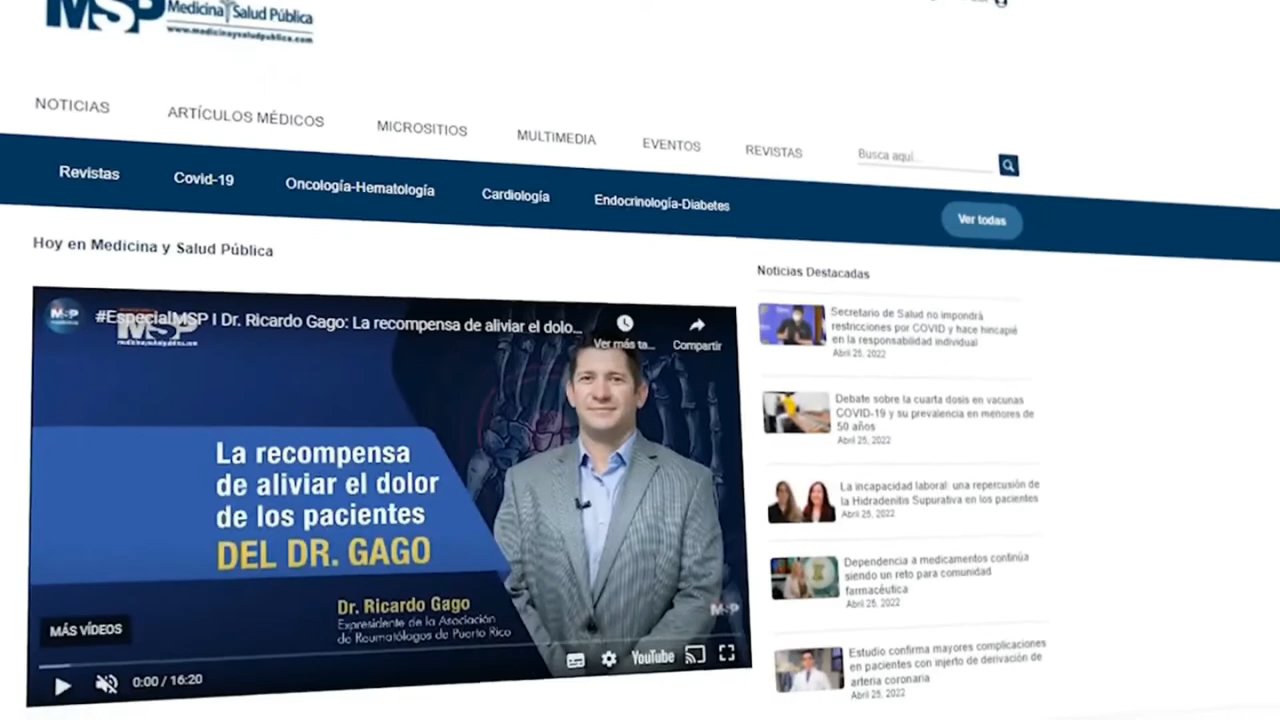 MSP Medicina y Salud Pública
www.medicinaysaludpublica.com
NOTICIAS
ARTÍCULOS MÉDICOS
MICROSITIOS
MULTIMEDIA
EVENTOS
REVISTAS
Busca aquí...
Revistas
Covid-19
Oncología-Hematología
Cardiología
Endocrinología-Diabetes
Ver todas
Hoy en Medicina y Salud Pública
MSP
#EspecialMSP I Dr. Ricardo Gago: La recompensa de aliviar el dolo...
MSP
medicinaysaludpublica.com
Ver más ta...
Compartir
La recompensa
de aliviar el dolor
de los pacientes
DEL DR. GAGO
Dr. Ricardo Gago
Expresidente de la Asociación
de Reumatólogos de Puerto Rico
MSP
MÁS VÍDEOS
0:00 / 16:20
YouTube
Noticias Destacadas
Secretario de Salud no impondrá
restricciones por COVID y hace hincapié
en la responsabilidad individual
Abril 25, 2022
Debate sobre la cuarta dosis en vacunas
COVID-19 y su prevalencia en menores de
50 años
Abril 25, 2022
La incapacidad laboral: una repercusión de
la Hidradenitis Supurativa en los pacientes
Abril 25, 2022
Dependencia a medicamentos continúa
siendo un reto para comunidad
farmacéutica
Abril 25, 2022
Estudio confirma mayores complicaciones
en pacientes con injerto de derivación de
arteria coronaria
Abril 25, 2022